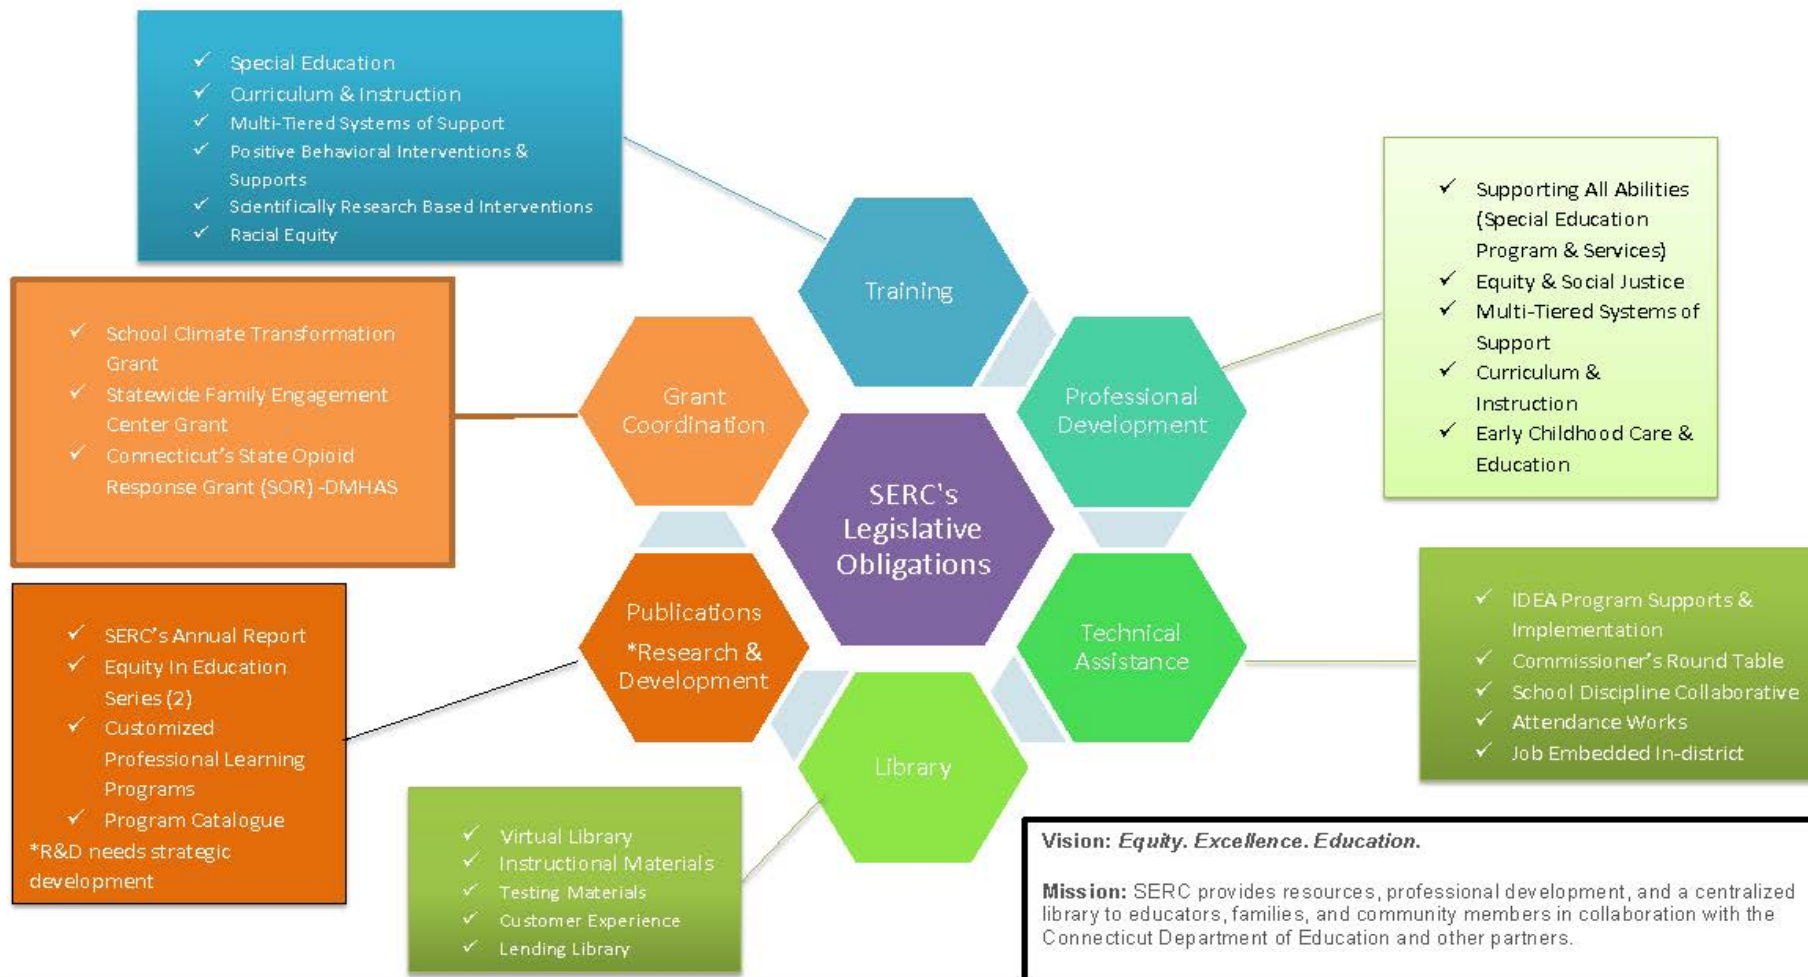 ✓ Special Education
✓ Curriculum & Instruction
✓ Multi-Tiered Systems of Support
✓ Positive Behavioral Interventions &
Supports
✓ Scientifically Research Based Interventions
✓ Racial Equity
Training
✓ Supporting All Abilities
(Special Education
Program & Services)
✓ Equity & Social Justice
✓ Multi-Tiered Systems of
Support
✓ Curriculum &
Instruction
✓ Early Childhood Care &
Education
Professional
Development
✓ School Climate Transformation
Grant
✓ Statewide Family Engagement
Center Grant
✓ Connecticut's State Opioid
Response Grant (SOR) -DMHAS
Grant
Coordination
SERC's
Legislative
Obligations
✓ SERC's Annual Report
✓ Equity In Education
Series (2)
✓ Customized
Professional Learning
Programs
✓ Program Catalogue
*R&D needs strategic
development
Publications
*Research &
Development
Technical
Assistance
✓ IDEA Program Supports &
Implementation
✓ Commissioner's Round Table
✓ School Discipline Collaborative
✓ Attendance Works
✓ Job Embedded In-district
Library
✓ Virtual Library
✓ Instructional Materials
✓ Testing Materials
✓ Customer Experience
✓ Lending Library
Vision: Equity. Excellence. Education.
Mission: SERC provides resources, professional development, and a centralized
library to educators, families, and community members in collaboration with the
Connecticut Department of Education and other partners.